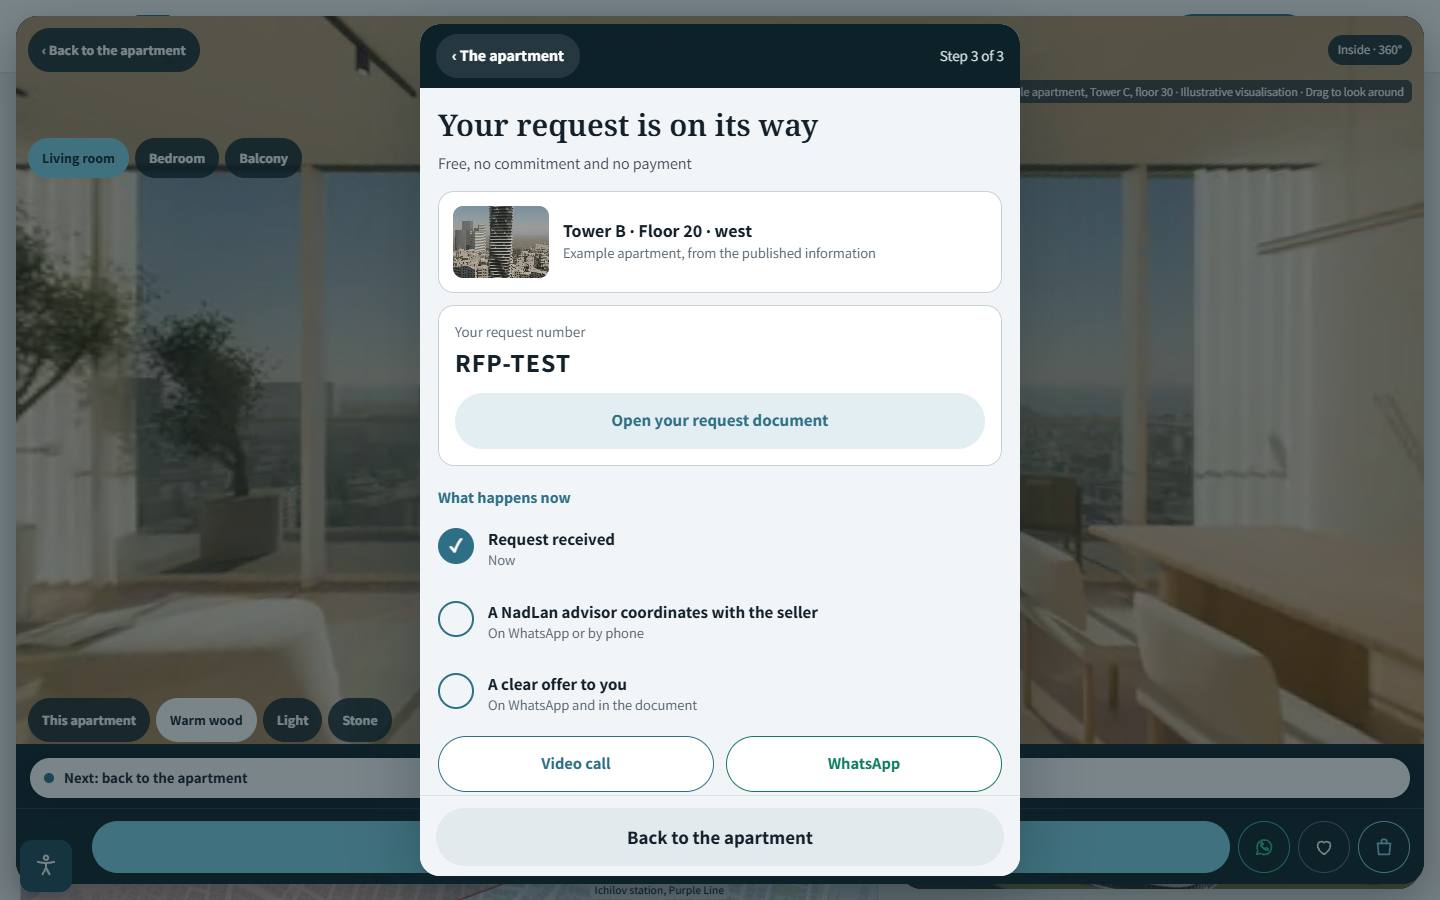 ‹ Back to the apartment
Inside · 360°
le apartment, Tower C, floor 30 · Illustrative visualisation · Drag to look around
Living room
Bedroom
Balcony
‹ The apartment
Step 3 of 3
Your request is on its way
Free, no commitment and no payment
Tower B · Floor 20 · west
Example apartment, from the published information
Your request number
RFP-TEST
Open your request document
What happens now
Request received
Now
A NadLan advisor coordinates with the seller
On WhatsApp or by phone
A clear offer to you
On WhatsApp and in the document
Video call
WhatsApp
Back to the apartment
This apartment
Warm wood
Light
Stone
Next: back to the apartment
Ichilov station, Purple Line